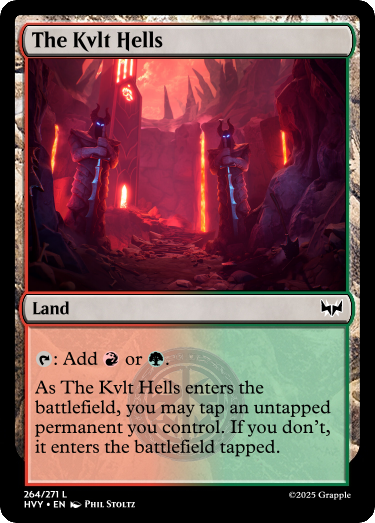 The Kvlt Hells
Land
: Add or .
As The Kvlt Hells enters the
battlefield, you may tap an untapped
permanent you control. If you don't,
it enters the battlefield tapped.
264/271 L
HVY • EN Phil Stoltz
©2025 Grapple